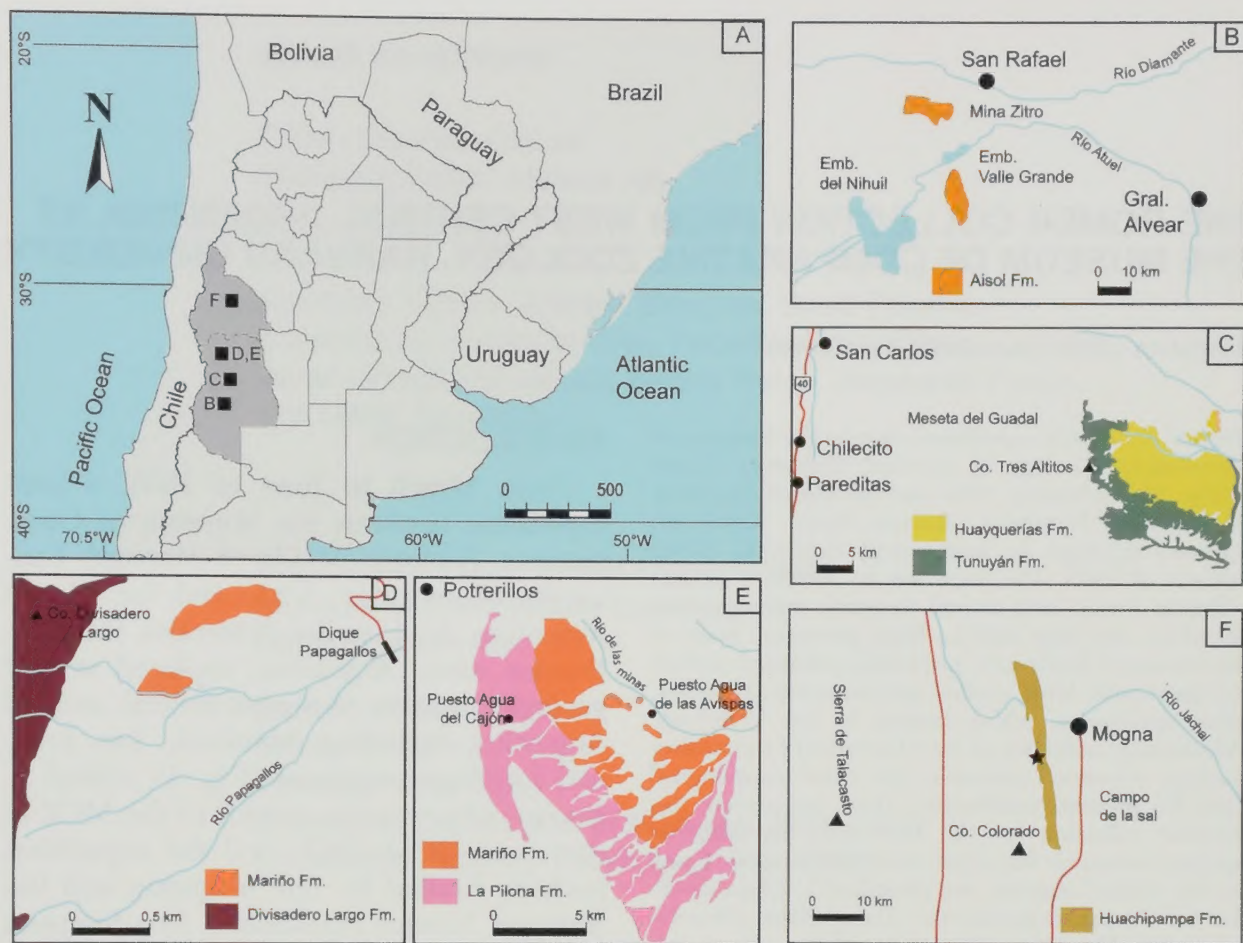 A
20°S
Bolivia
N
Paraguay
Brazil
30°S
F
D,E
C
B
Uruguay
Pacific Ocean
Chile
Atlantic
Ocean
0
500
40°S
70.5°W
60°W
50°W
B
San Rafael
Río Diamante
Mina Zitro
Río Atuel
Emb.
del Nihuil
Emb.
Valle Grande
Gral.
Alvear
Aisol Fm.
0
10 km
C
San Carlos
40
Meseta del Guadal
Chilecito
Co. Tres Altitos
Pareditas
Huayquerías Fm.
0
5 km
Tunuyán Fm.
D
Co. Divisadero
Largo
Dique
Papagallos
Río Papagallos
Mariño Fm.
0
0.5 km
Divisadero Largo Fm.
E
Potrerillos
Río de las minas
Puesto Agua
del Cajón
Puesto Agua
de las Avispas
Mariño Fm.
La Pilona Fm.
0
5 km
F
Sierra de Talacasto
Río Jáchal
Mogna
Campo
de la sal
Co. Colorado
0
10 km
Huachipampa Fm.